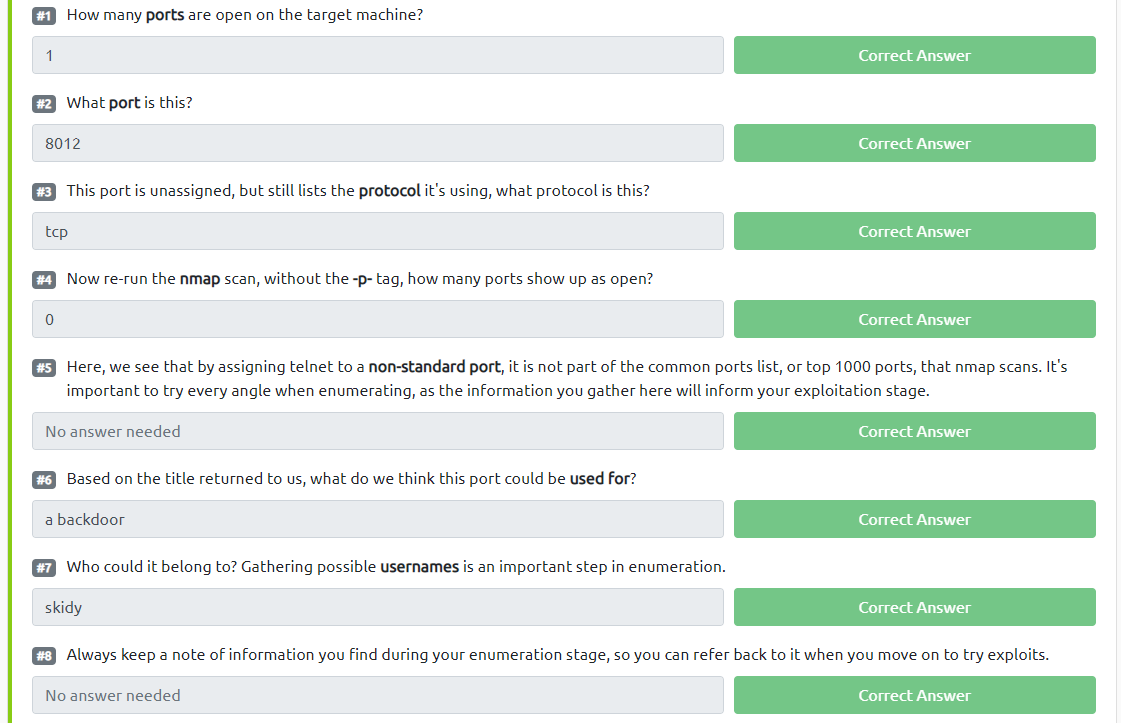 #1 How many ports are open on the target machine?
1 Correct Answer
#2 What port is this?
8012 Correct Answer
#3 This port is unassigned, but still lists the protocol it's using, what protocol is this?
tcp Correct Answer
#4 Now re-run the nmap scan, without the -p- tag, how many ports show up as open?
0 Correct Answer
#5 Here, we see that by assigning telnet to a non-standard port, it is not part of the common ports list, or top 1000 ports, that nmap scans. It's
important to try every angle when enumerating, as the information you gather here will inform your exploitation stage.
No answer needed Correct Answer
#6 Based on the title returned to us, what do we think this port could be used for?
a backdoor Correct Answer
#7 Who could it belong to? Gathering possible usernames is an important step in enumeration.
skidy Correct Answer
#8 Always keep a note of information you find during your enumeration stage, so you can refer back to it when you move on to try exploits.
No answer needed Correct Answer